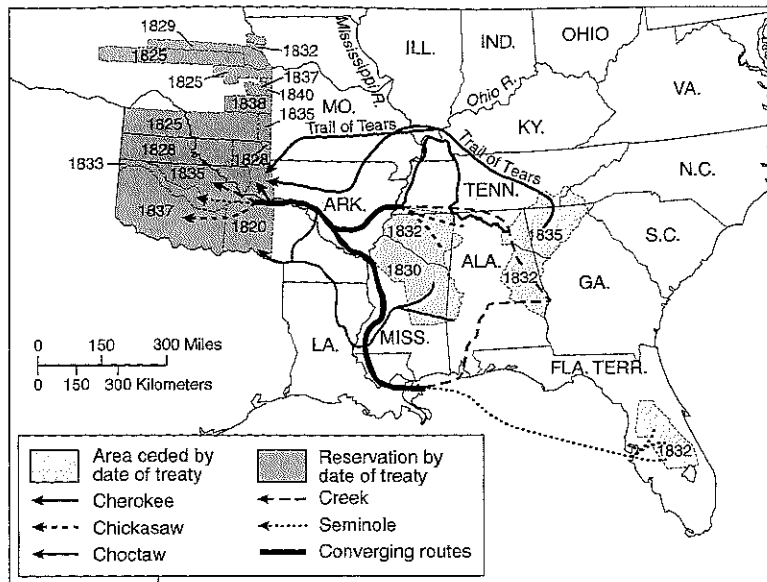 1829
1825
1832
1825
1837
1840
1838
1835
1825
1828
1828
1833
1835
1837
1820
Mississippi R.
ILL.
IND.
OHIO
MO.
Ohio R.
KY.
VA.
Trail of Tears
Trail of Tears
N.C.
TENN.
ARK.
1832
1835
S.C.
1830
ALA.
1832
GA.
LA.
MISS.
FLA. TERR.
1832
0 150 300 Miles
0 150 300 Kilometers
Area ceded by
date of treaty
Cherokee
Chickasaw
Choctaw
Reservation by
date of treaty
Creek
Seminole
Converging routes